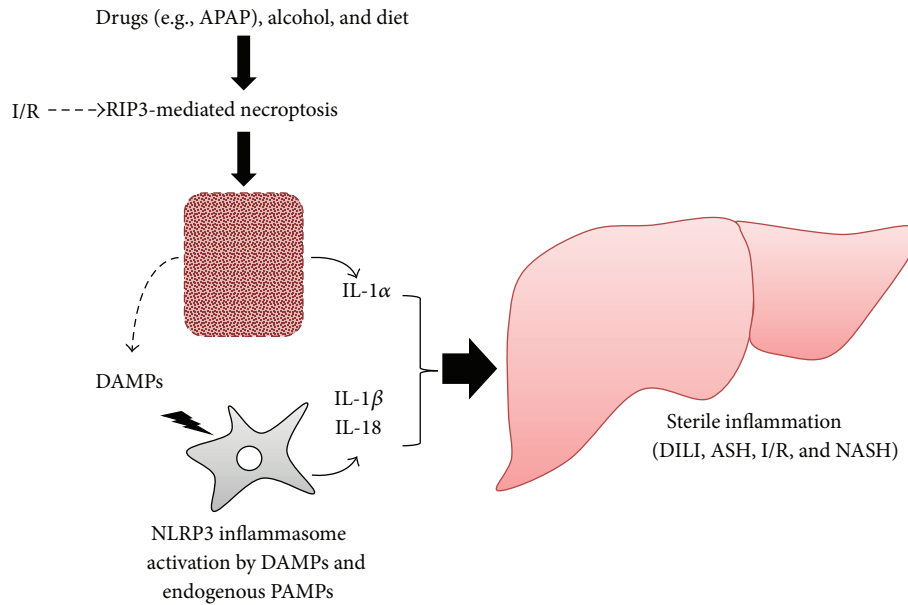 Drugs (e.g., APAP), alcohol, and diet
I/R
RIP3-mediated necroptosis
IL-1α
DAMPs
IL-1β
IL-18
NLRP3 inflammasome
activation by DAMPs and
endogenous PAMPs
Sterile inflammation
(DILI, ASH, I/R, and NASH)